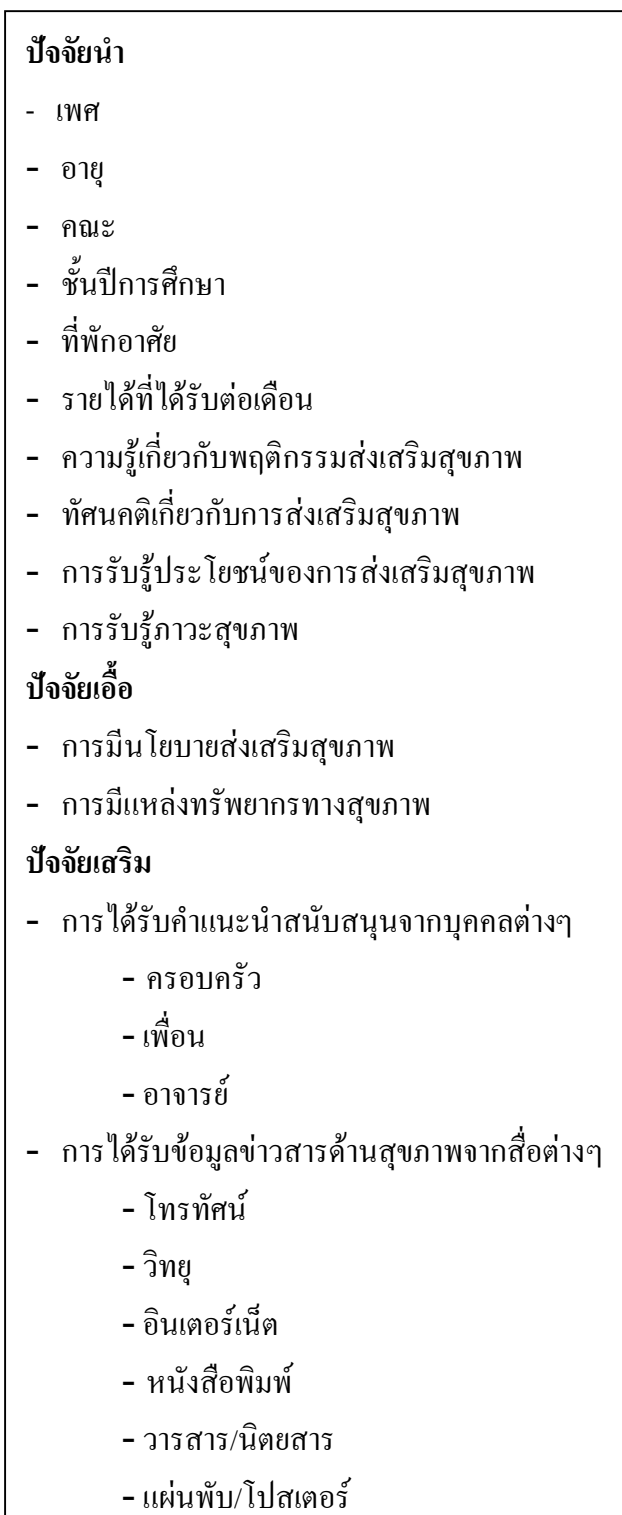 ปัจจัยนำ
- เพศ
- อายุ
- คณะ
- ชั้นปีการศึกษา
- ที่พักอาศัย
- รายได้ที่ได้รับต่อเดือน
- ความรู้เกี่ยวกับพฤติกรรมส่งเสริมสุขภาพ
- ทัศนคติเกี่ยวกับการส่งเสริมสุขภาพ
- การรับรู้ประโยชน์ของการส่งเสริมสุขภาพ
- การรับรู้ภาวะสุขภาพ
ปัจจัยเอื้อ
- การมีนโยบายส่งเสริมสุขภาพ
- การมีแหล่งทรัพยากรทางสุขภาพ
ปัจจัยเสริม
- การได้รับคำแนะนำสนับสนุนจากบุคคลต่างๆ
- ครอบครัว
- เพื่อน
- อาจารย์
- การได้รับข้อมูลข่าวสารด้านสุขภาพจากสื่อต่างๆ
- โทรทัศน์
- วิทยุ
- อินเตอร์เน็ต
- หนังสือพิมพ์
- วารสาร/นิตยสาร
- แผ่นพับ/โปสเตอร์